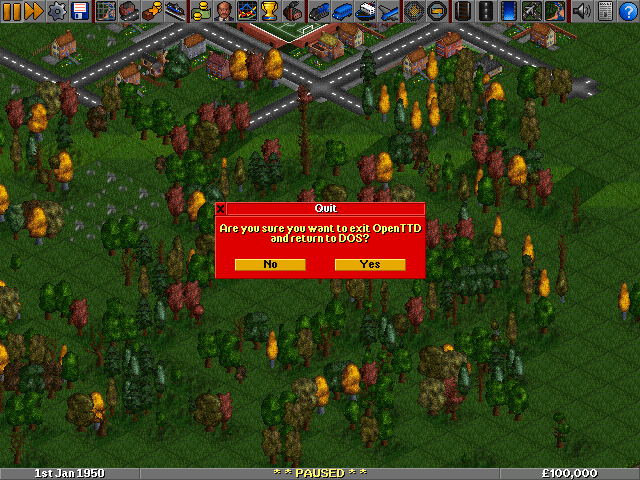 Quit
Are you sure you want to exit OpenTTD
and return to DOS?
No
Yes
1st Jan 1950
* * PAUSED * *
£100,000